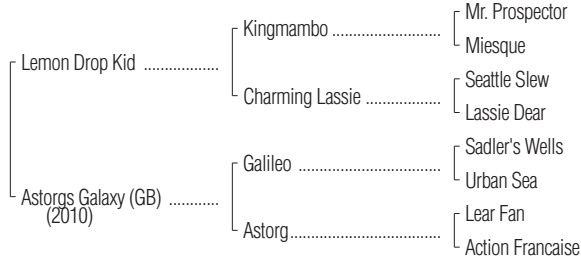 Mr. Prospector
Kingmambo ........................
Miesque
Lemon Drop Kid ................
Seattle Slew
Charming Lassie ................
Lassie Dear
Sadler's Wells
Galileo ...............................
Urban Sea
Astorgs Galaxy (GB) ...........
(2010)
Lear Fan
Astorg................................
Action Francaise